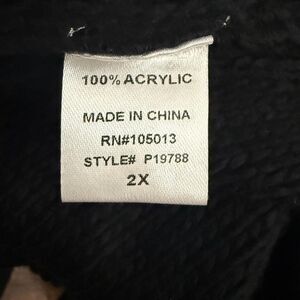 100% ACRYLIC
MADE IN CHINA
RN#105013
STYLE# P19788
2X